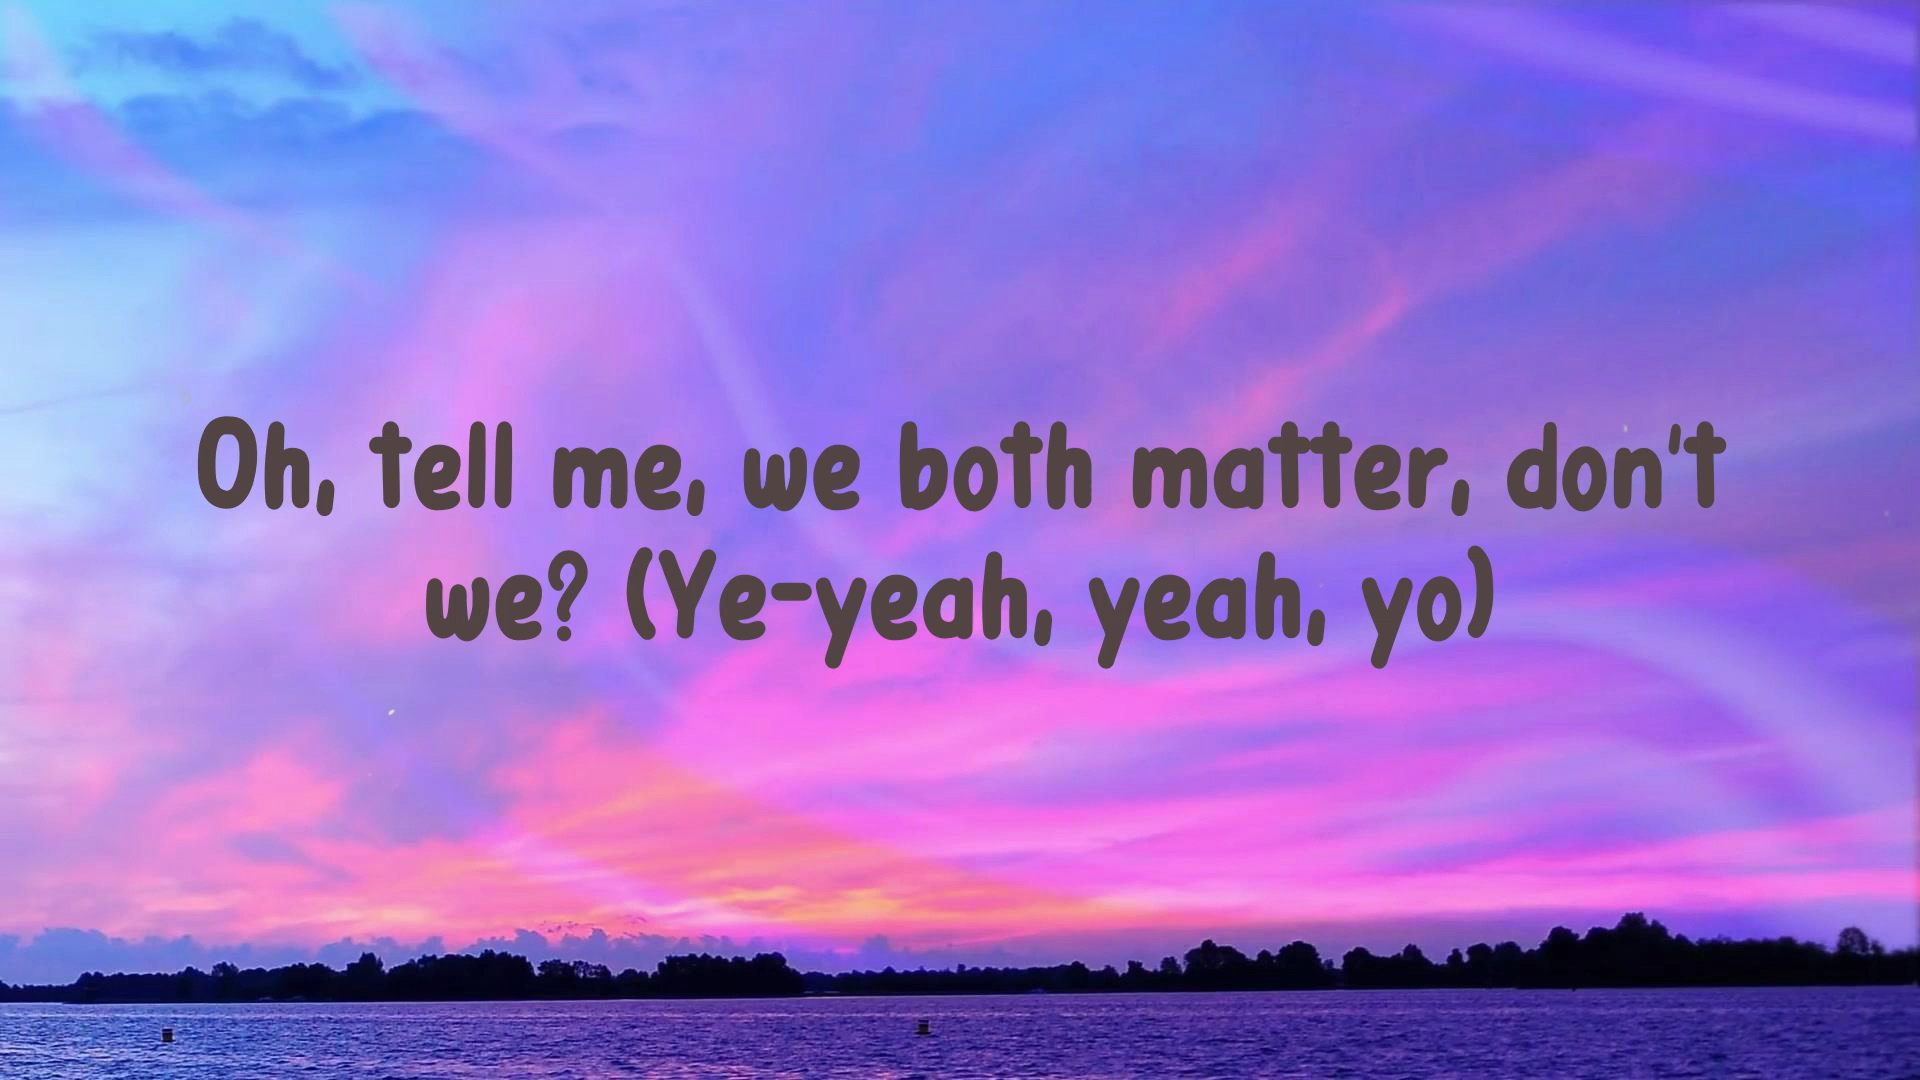 Oh, tell me, we both matter, don't
we? (Ye-yeah, yeah, yo)